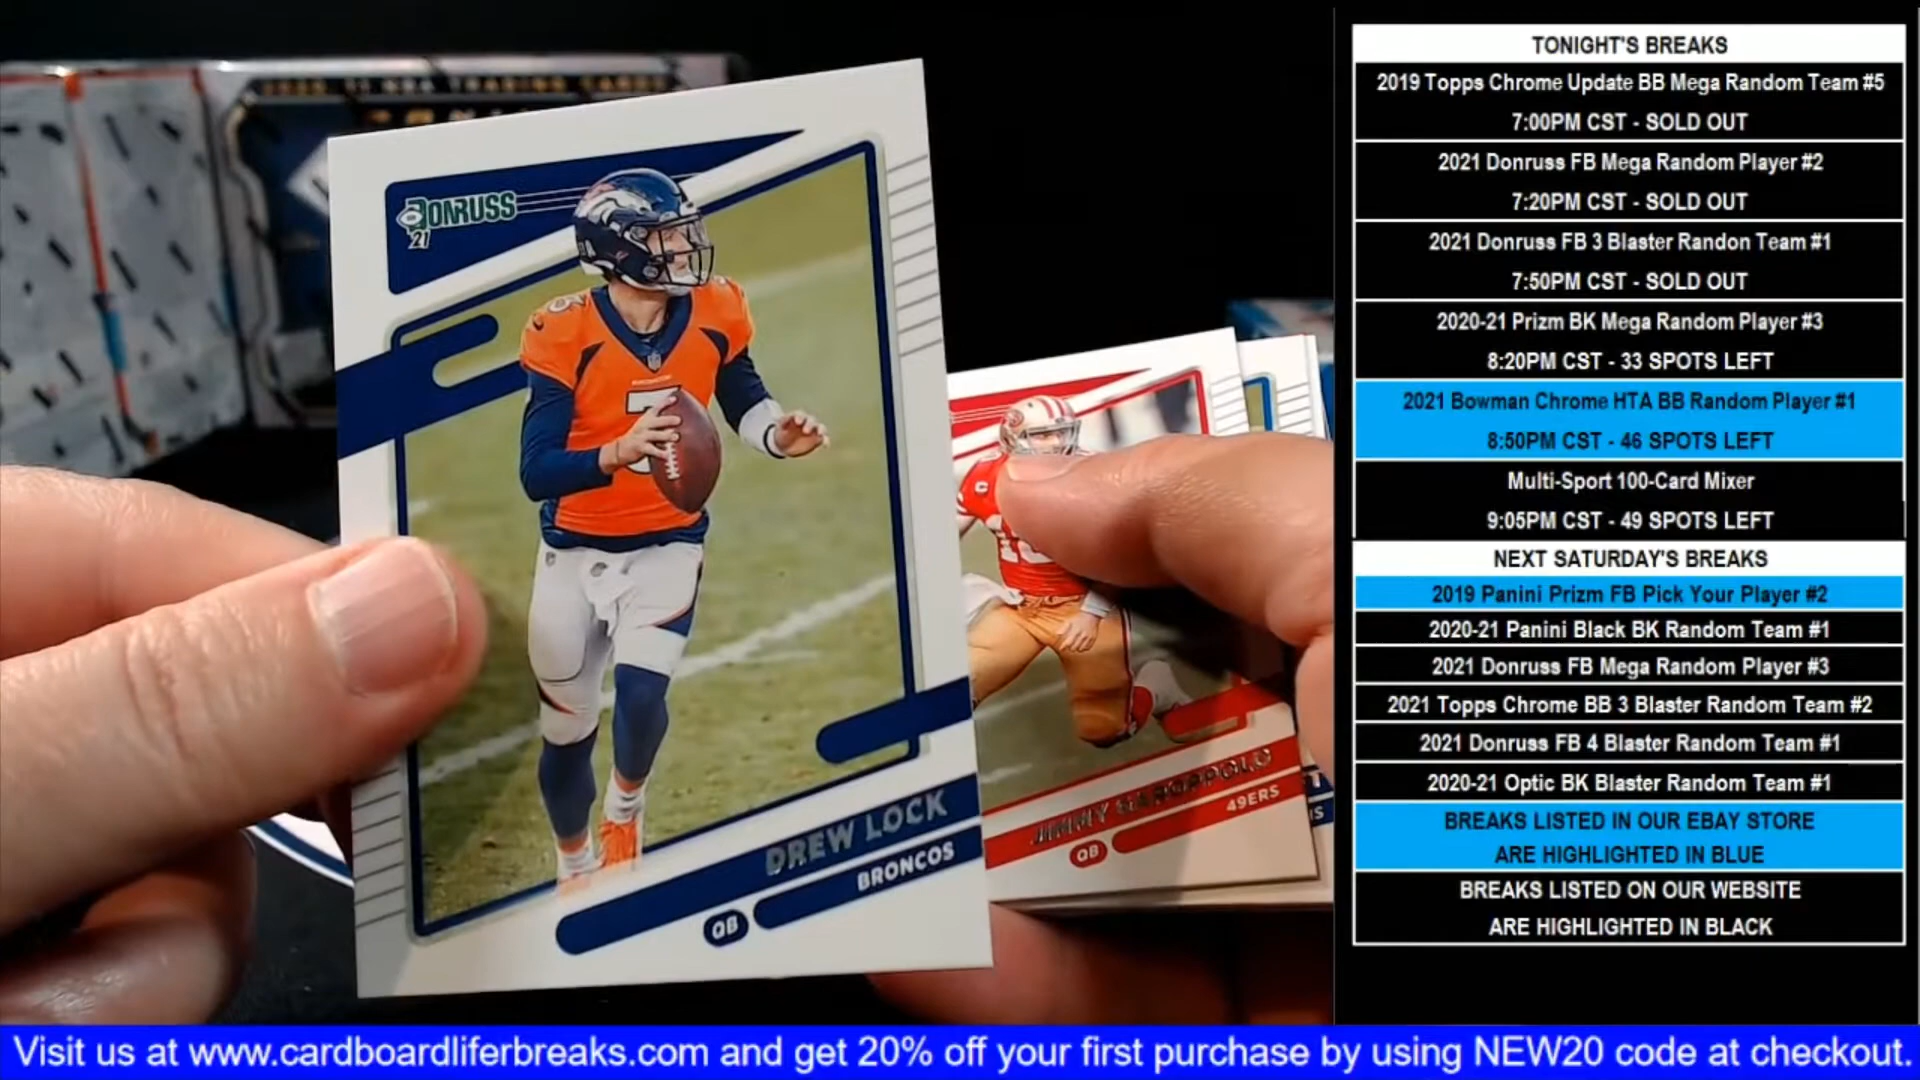 DONRUSS
21
3
DREW LOCK
BRONCOS
QB
JIMMY GAROPPOLO
49ERS
QB
TONIGHT'S BREAKS
2019 Topps Chrome Update BB Mega Random Team #5
7:00PM CST - SOLD OUT
2021 Donruss FB Mega Random Player #2
7:20PM CST - SOLD OUT
2021 Donruss FB 3 Blaster Randon Team #1
7:50PM CST - SOLD OUT
2020-21 Prizm BK Mega Random Player #3
8:20PM CST - 33 SPOTS LEFT
2021 Bowman Chrome HTA BB Random Player #1
8:50PM CST - 46 SPOTS LEFT
Multi-Sport 100-Card Mixer
9:05PM CST - 49 SPOTS LEFT
NEXT SATURDAY'S BREAKS
2019 Panini Prizm FB Pick Your Player #2
2020-21 Panini Black BK Random Team #1
2021 Donruss FB Mega Random Player #3
2021 Topps Chrome BB 3 Blaster Random Team #2
2021 Donruss FB 4 Blaster Random Team #1
2020-21 Optic BK Blaster Random Team #1
BREAKS LISTED IN OUR EBAY STORE
ARE HIGHLIGHTED IN BLUE
BREAKS LISTED ON OUR WEBSITE
ARE HIGHLIGHTED IN BLACK
Visit us at www.cardboardliferbreaks.com and get 20% off your first purchase by using NEW20 code at checkout.